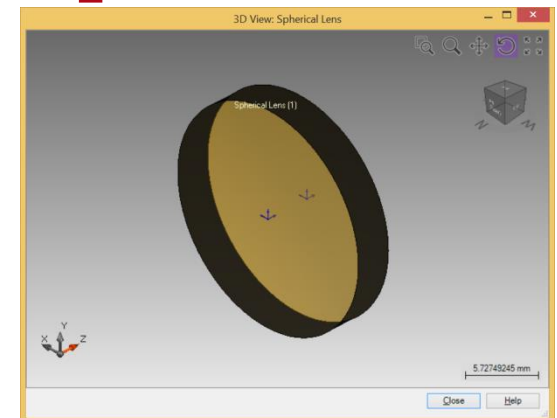 3D View: Spherical Lens
Spherical Lens (1)
Y
X
Z
5.72749245 mm
Close
Help